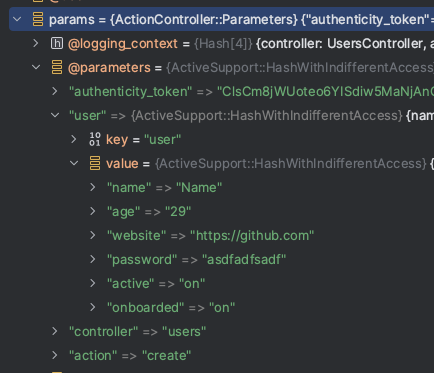 params = {ActionController::Parameters} {"authenticity_token"=
@logging_context = {Hash[4]} {controller: UsersController, a
@parameters = {ActiveSupport::HashWithIndifferentAccess
"authenticity_token" => "ClsCm8jWUoteo6YlSdiw5MaNjAn
"user" => {ActiveSupport::HashWithIndifferentAccess} {nam
key = "user"
value = {ActiveSupport::HashWithIndifferentAccess} {
"name" => "Name"
"age" => "29"
"website" => "https://github.com"
"password" => "asdfadfsadf"
"active" => "on"
"onboarded" => "on"
"controller" => "users"
"action" => "create"